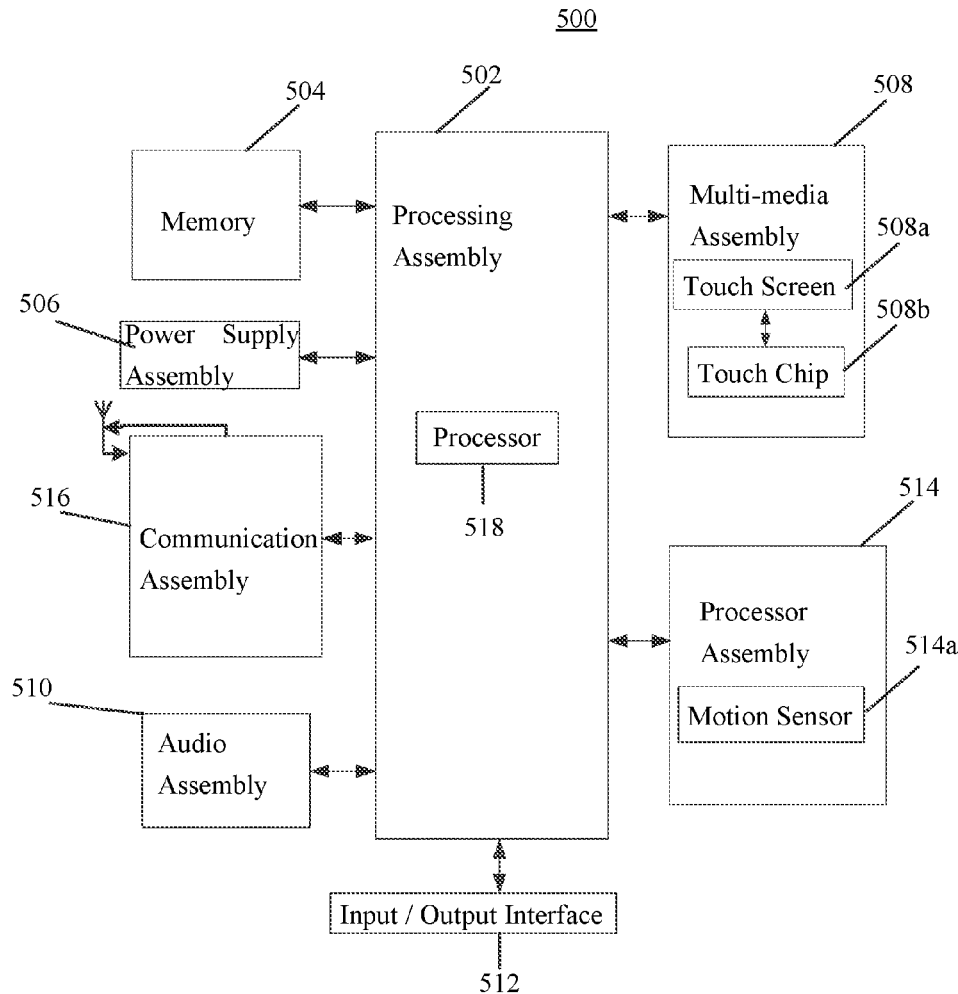 500
502
504
508
Memory
Processing
Assembly
Multi-media
Assembly
508a
Touch Screen
508b
Touch Chip
506
Power Supply
Assembly
Processor
518
516
Communication
Assembly
514
Processor
Assembly
514a
Motion Sensor
510
Audio
Assembly
Input / Output Interface
512